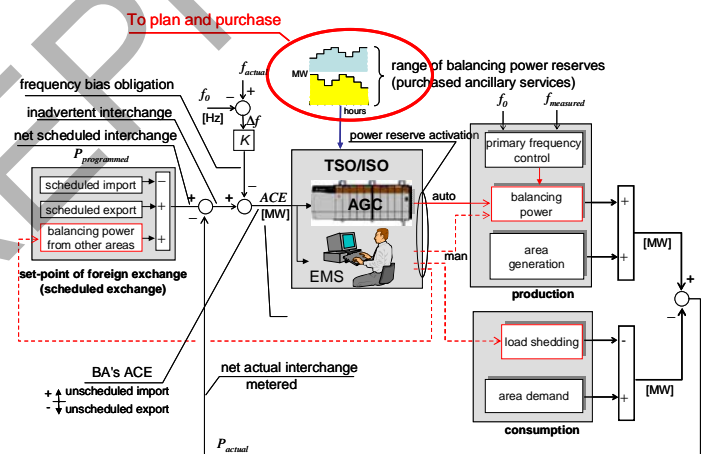 To plan and purchase
MW
hours
range of balancing power reserves
(purchased ancillary services)
frequency bias obligation
inadvertent interchange
net scheduled interchange
P programmed
f actual
f0
[Hz]
− +
Δf
K
−
scheduled import
−
scheduled export
+
balancing power
from other areas
+
set-point of foreign exchange
(scheduled exchange)
+
−
+
ACE
[MW]
power reserve activation
TSO/ISO
AGC
EMS
auto
man
f0
f measured
primary frequency
control
balancing
power
+
area
generation
+
production
[MW]
+
−
load shedding
-
area demand
+
consumption
[MW]
BA's ACE
+ unscheduled import
- unscheduled export
net actual interchange
metered
P actual